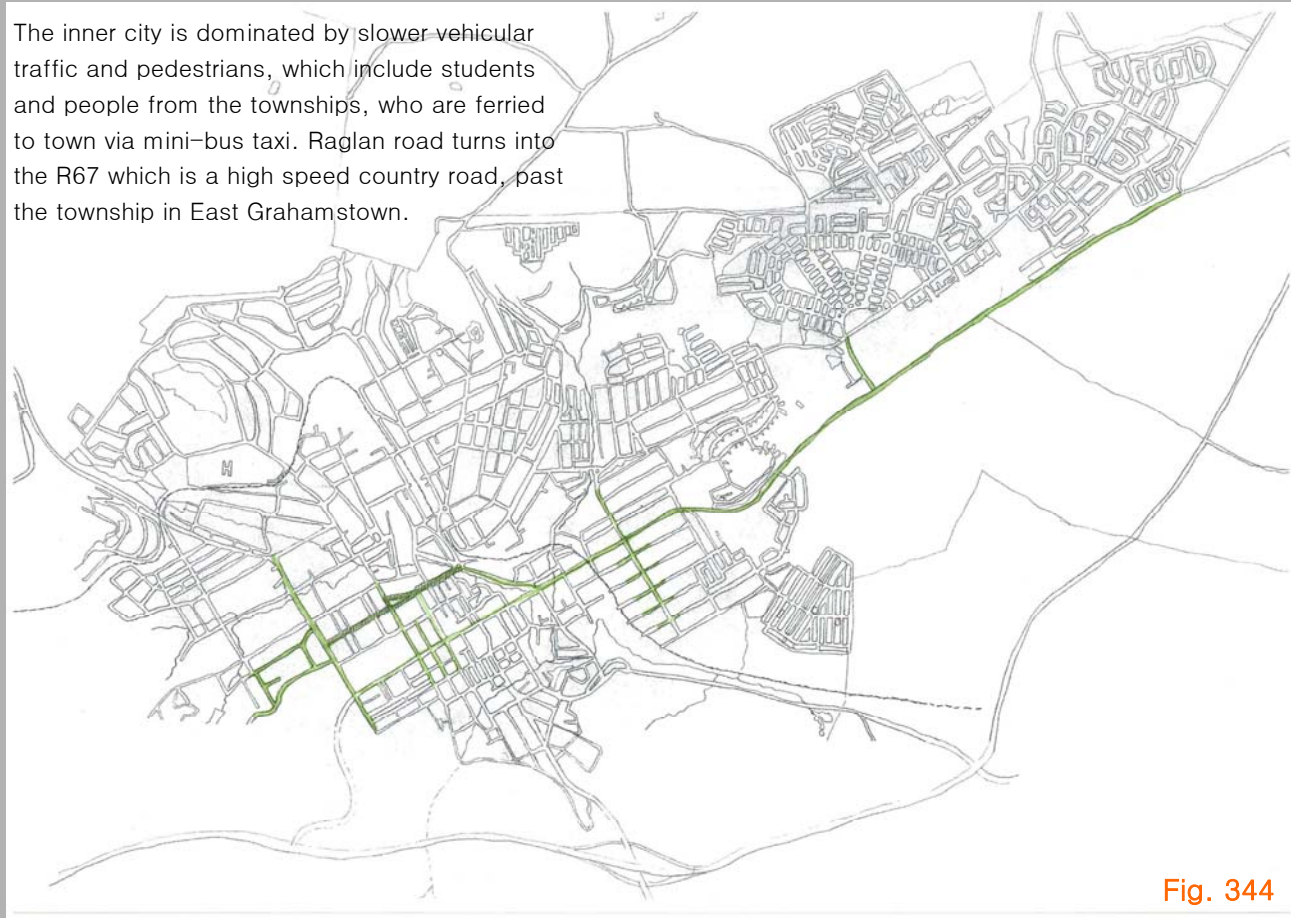 The inner city is dominated by slower vehicular
traffic and pedestrians, which include students
and people from the townships, who are ferried
to town via mini-bus taxi. Raglan road turns into
the R67 which is a high speed country road, past
the township in East Grahamstown.
H
Fig. 344